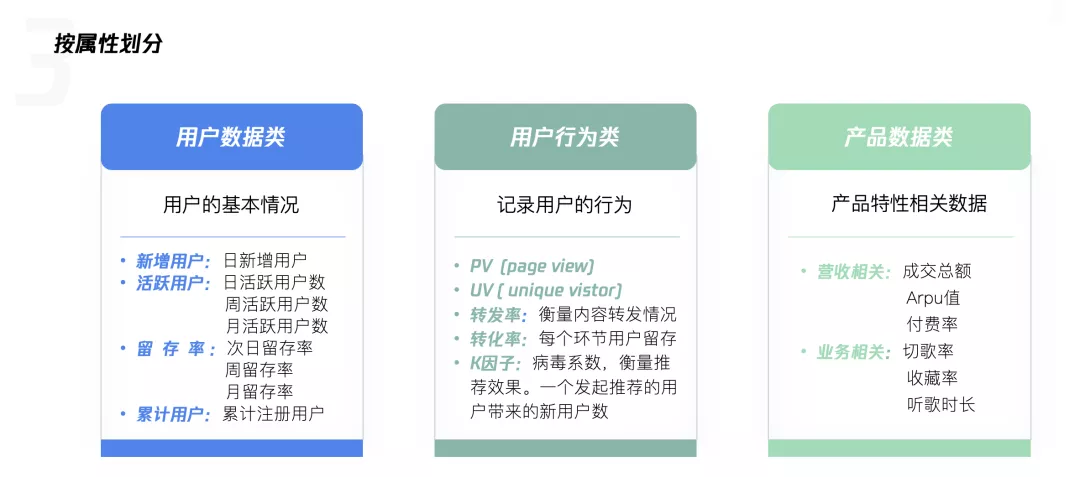 3
按属性划分
用户数据类
用户的基本情况
• 新增用户：日新增用户
• 活跃用户：日活跃用户数
周活跃用户数
月活跃用户数
• 留 存 率：次日留存率
周留存率
月留存率
• 累计用户：累计注册用户
用户行为类
记录用户的行为
• PV (page view)
• UV ( unique vistor)
• 转发率：衡量内容转发情况
• 转化率：每个环节用户留存
• K因子：病毒系数，衡量推
荐效果。一个发起推荐的用
户带来的新用户数
产品数据类
产品特性相关数据
• 营收相关：成交总额
Arpu值
付费率
• 业务相关：切歌率
收藏率
听歌时长